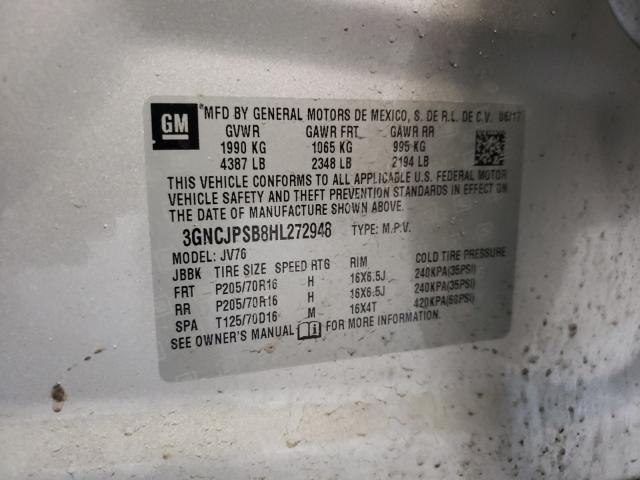 GM
MFD BY GENERAL MOTORS DE MEXICO, S. DE R.L. DE C.V. 06/17
GVWR GAWR FRT GAWR RR
1990 KG 1065 KG 995 KG
4387 LB 2348 LB 2194 LB
THIS VEHICLE CONFORMS TO ALL APPLICABLE U.S. FEDERAL MOTOR
VEHICLE SAFETY AND THEFT PREVENTION STANDARDS IN EFFECT ON
THE DATE OF MANUFACTURE SHOWN ABOVE.
3GNCJPSB8HL272948 TYPE: M.P.V.
MODEL: JV76
JBBK TIRE SIZE SPEED RTG RIM COLD TIRE PRESSURE
FRT P205/70R16 H 16X6.5J 240KPA(35PSI)
RR P205/70R16 H 16X6.5J 240KPA(35PSI)
SPA T125/70D16 M 16X4T 420KPA(60PSI)
SEE OWNER'S MANUAL FOR MORE INFORMATION.